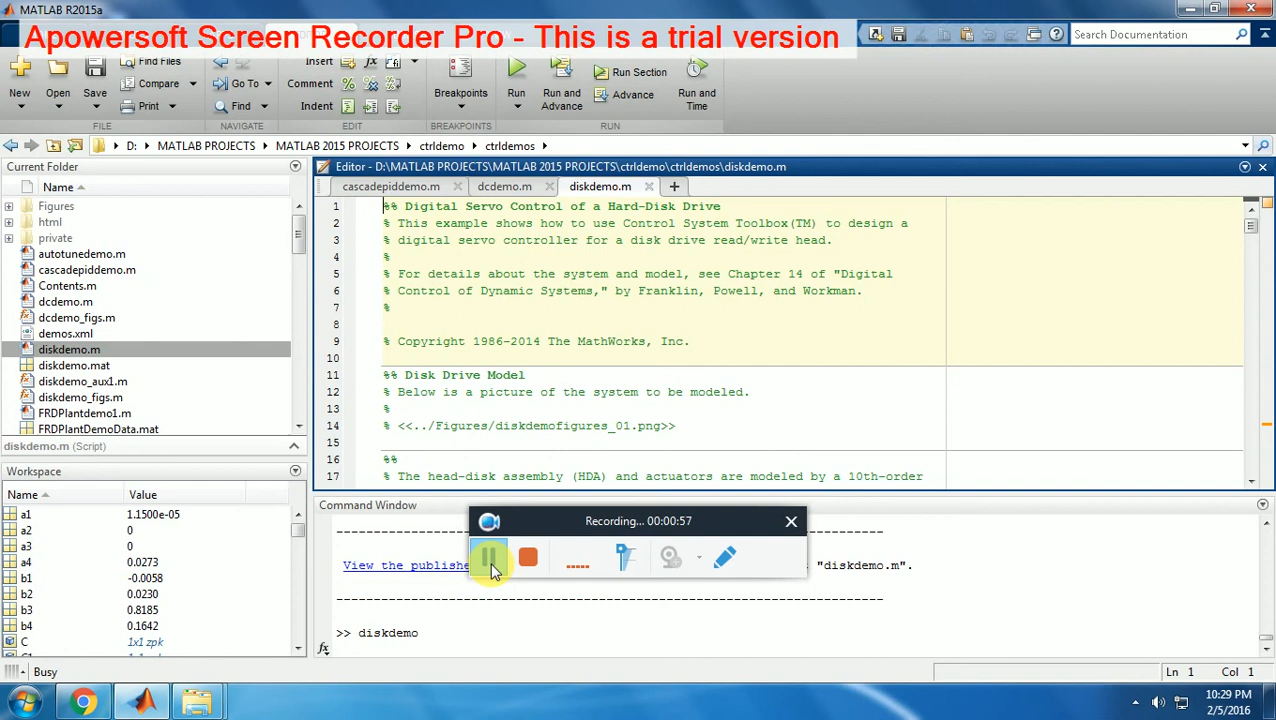 MATLAB R2015a
Apowersoft Screen Recorder Pro - This is a trial version
Search Documentation
New
Open
Save
Find Files
Compare
Print
Go To
Find
Insert
fx
Comment
Indent
Breakpoints
Run
Run and
Advance
Run Section
Advance
Run and
Time
FILE
NAVIGATE
EDIT
BREAKPOINTS
RUN
D: MATLAB PROJECTS MATLAB 2015 PROJECTS ctrldemo ctrldemos
Current Folder
Name
Figures
html
private
autotunedemo.m
cascadepiddemo.m
Contents.m
dcdemo.m
dcdemo_figs.m
demos.xml
diskdemo.m
diskdemo.mat
diskdemo_aux1.m
diskdemo_figs.m
FRDPlantdemo1.m
FRDPlantDemoData.mat
diskdemo.m (Script)
Workspace
Name Value
a1 1.1500e-05
a2 0
a3 0
a4 0.0273
b1 -0.0058
b2 0.0230
b3 0.8185
b4 0.1642
C 1x1 zpk
Editor - D:\MATLAB PROJECTS\MATLAB 2015 PROJECTS\ctrldemo\ctrldemos\diskdemo.m
cascadepiddemo.m dcdemo.m diskdemo.m
1 %% Digital Servo Control of a Hard-Disk Drive
2 % This example shows how to use Control System Toolbox(TM) to design a
3 % digital servo controller for a disk drive read/write head.
4 %
5 % For details about the system and model, see Chapter 14 of "Digital
6 % Control of Dynamic Systems," by Franklin, Powell, and Workman.
7 %
8
9 % Copyright 1986-2014 The MathWorks, Inc.
10
11 %% Disk Drive Model
12 % Below is a picture of the system to be modeled.
13 %
14 % <<../Figures/diskdemofigures_01.png>>
15
16 %%
17 % The head-disk assembly (HDA) and actuators are modeled by a 10th-order
Command Window
Recording... 00:00:57
View the publishe
"diskdemo.m".
>> diskdemo
fx
Busy
Ln 1 Col 1
10:29 PM
2/5/2016